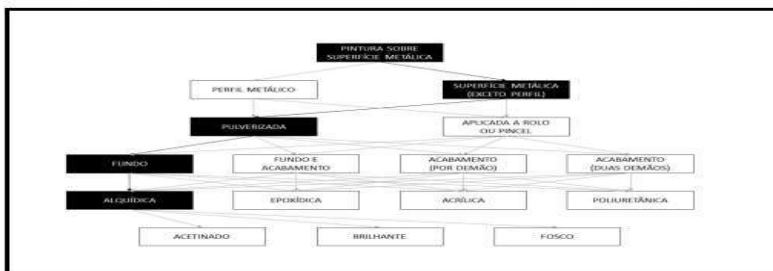 PINTURA SOBRE
SUPERFÍCIE METÁLICA
PERFIL METÁLICO
SUPERFÍCIE METÁLICA
(EXCETO PERFIL)
PULVERIZADA
APLICADA A ROLO
OU PINCEL
FUNDO
FUNDO E
ACABAMENTO
ACABAMENTO
(POR DEMÃO)
ACABAMENTO
(DUAS DEMÃOS)
ALQUÍDICA
EPOXÍDICA
ACRÍLICA
POLIURETÂNICA
ACETINADO
BRILHANTE
FOSCO